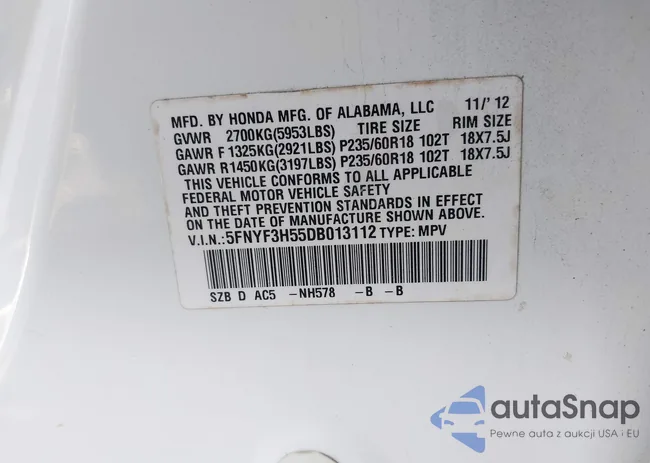 MFD. BY HONDA MFG. OF ALABAMA, LLC 11/' 12
GVWR 2700KG(5953LBS) TIRE SIZE RIM SIZE
GAWR F 1325KG(2921LBS) P235/60R18 102T 18X7.5J
GAWR R1450KG(3197LBS) P235/60R18 102T 18X7.5J
THIS VEHICLE CONFORMS TO ALL APPLICABLE
FEDERAL MOTOR VEHICLE SAFETY
AND THEFT PREVENTION STANDARDS IN EFFECT
ON THE DATE OF MANUFACTURE SHOWN ABOVE.
V.I.N.: 5FNYF3H55DB013112 TYPE: MPV
SZB D AC5 -NH578 -B -B
autaSnap
Pewne auta z aukcji USA i EU